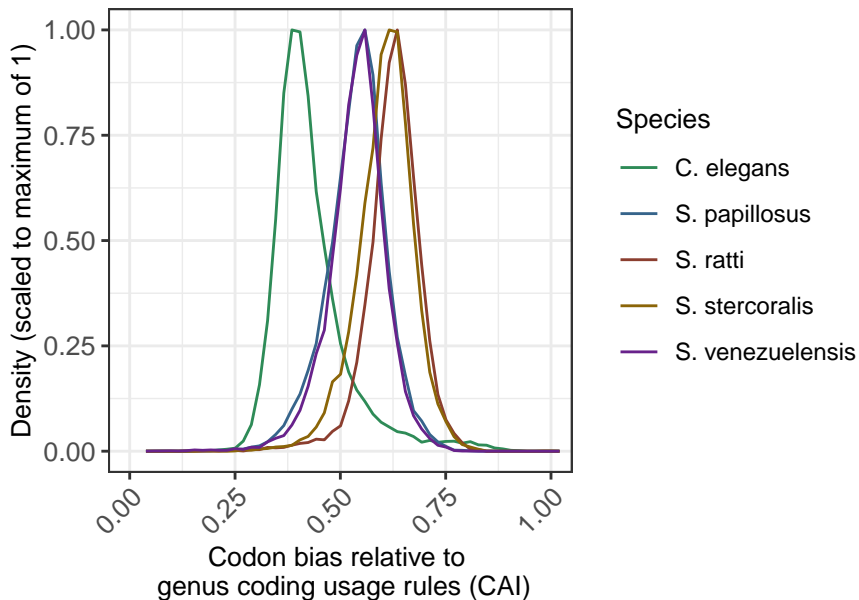 Density (scaled to maximum of 1)
1.00
0.75
0.50
0.25
0.00
0.00
0.25
0.50
0.75
1.00
Codon bias relative to
genus coding usage rules (CAI)
Species
C. elegans
S. papillosus
S. ratti
S. stercoralis
S. venezuelensis